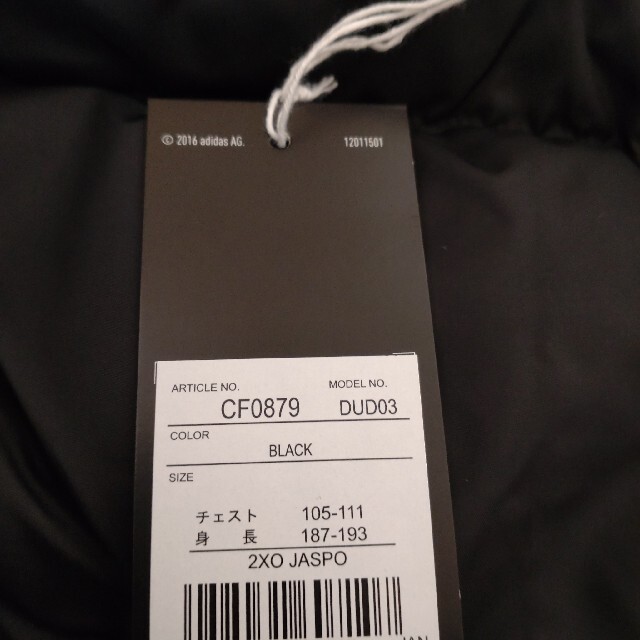 © 2016 adidas AG. 12011501
ARTICLE NO. MODEL NO.
CF0879 DUD03
COLOR
BLACK
SIZE
チェスト 105-111
身長 187-193
2XO JASPO